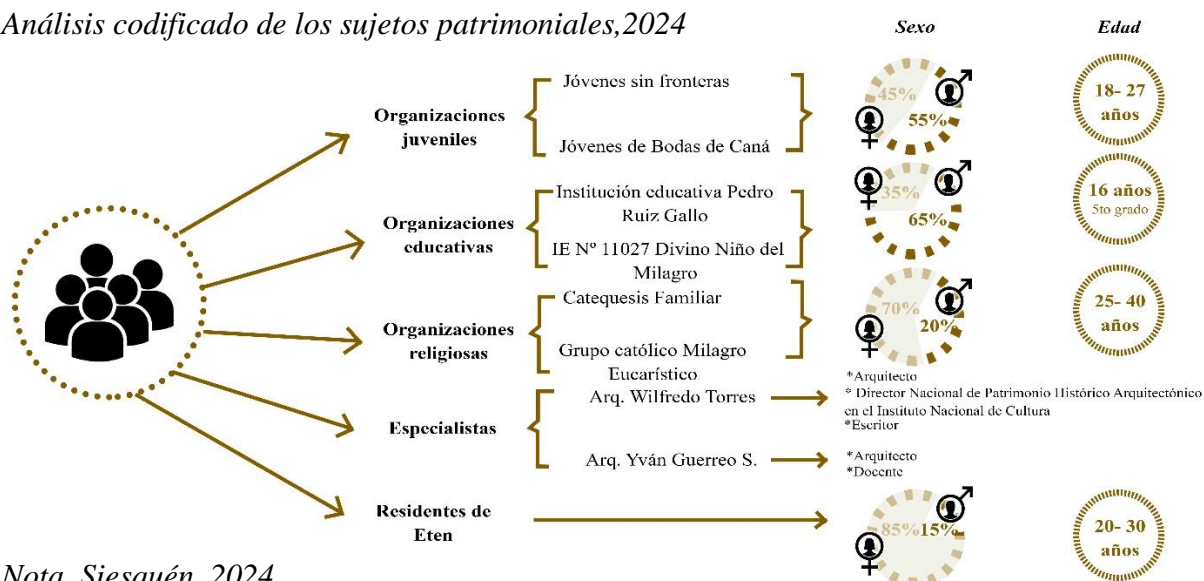 Análisis codificado de los sujetos patrimoniales,2024
Sexo
Edad
Organizaciones
juveniles
Jóvenes sin fronteras
Jóvenes de Bodas de Caná
45%
55%
18- 27
años
Organizaciones
educativas
Institución educativa Pedro
Ruiz Gallo
IE Nº 11027 Divino Niño del
Milagro
35%
65%
16 años
5to grado
Organizaciones
religiosas
Catequesis Familiar
Grupo católico Milagro
Eucarístico
70%
20%
25- 40
años
Especialistas
Arq. Wilfredo Torres
*Arquitecto
* Director Nacional de Patrimonio Histórico Arquitectónico
en el Instituto Nacional de Cultura
*Escritor
Arq. Yván Guerreo S.
*Arquitecto
*Docente
Residentes de
Eten
85%
15%
20- 30
años
Nota. Siesquén, 2024